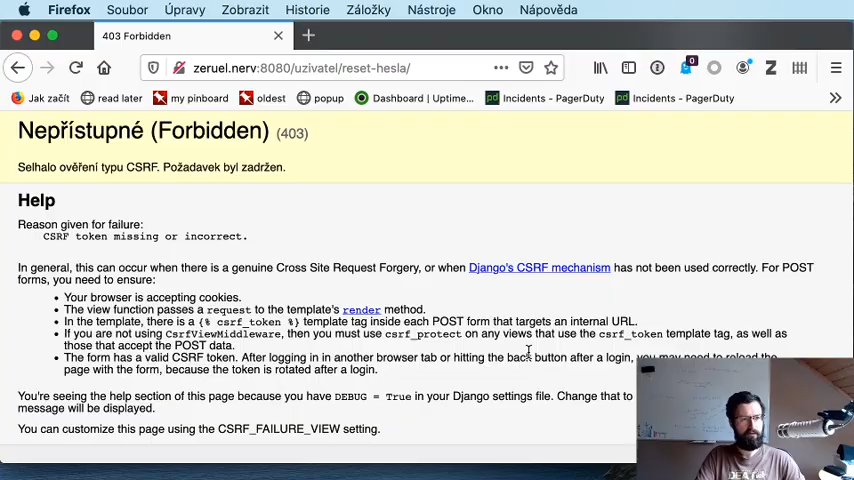 Firefox Soubor Úpravy Zobrazit Historie Záložky Nástroje Okno Nápověda
403 Forbidden
zeruel.nerv:8080/uzivatel/reset-hesla/
0
Jak začít read later my pinboard oldest popup Dashboard | Uptime... Incidents - PagerDuty Incidents - PagerDuty
Nepřístupné (Forbidden) (403)
Selhalo ověření typu CSRF. Požadavek byl zadržen.
Help
Reason given for failure:
CSRF token missing or incorrect.
In general, this can occur when there is a genuine Cross Site Request Forgery, or when Django's CSRF mechanism has not been used correctly. For POST
forms, you need to ensure:
Your browser is accepting cookies.
The view function passes a request to the template's render method.
In the template, there is a {% csrf_token %} template tag inside each POST form that targets an internal URL.
If you are not using CsrfViewMiddleware, then you must use csrf_protect on any views that use the csrf_token template tag, as well as
those that accept the POST data.
The form has a valid CSRF token. After logging in in another browser tab or hitting the back button after a login, you may need to reload the
page with the form, because the token is rotated after a login.
You're seeing the help section of this page because you have DEBUG = True in your Django settings file. Change that to
message will be displayed.
You can customize this page using the CSRF_FAILURE_VIEW setting.